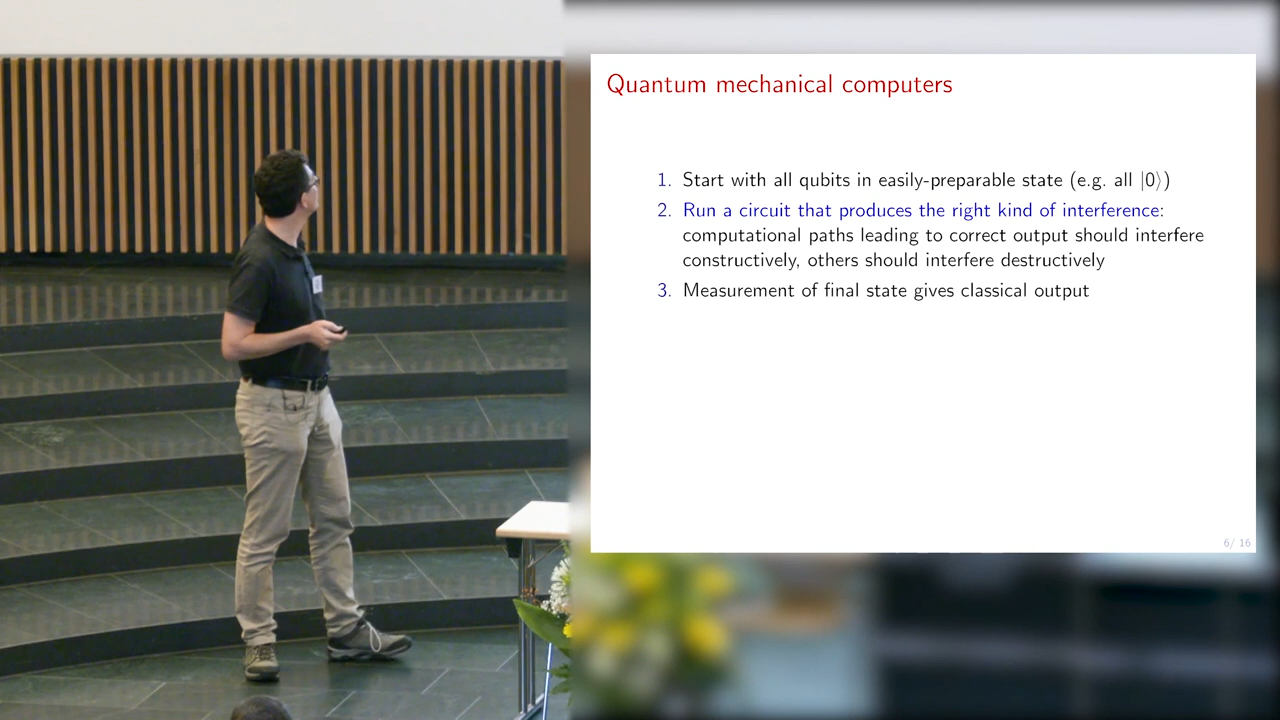 Quantum mechanical computers
1. Start with all qubits in easily-preparable state (e.g. all |0⟩)
2. Run a circuit that produces the right kind of interference:
computational paths leading to correct output should interfere
constructively, others should interfere destructively
3. Measurement of final state gives classical output
6/ 16